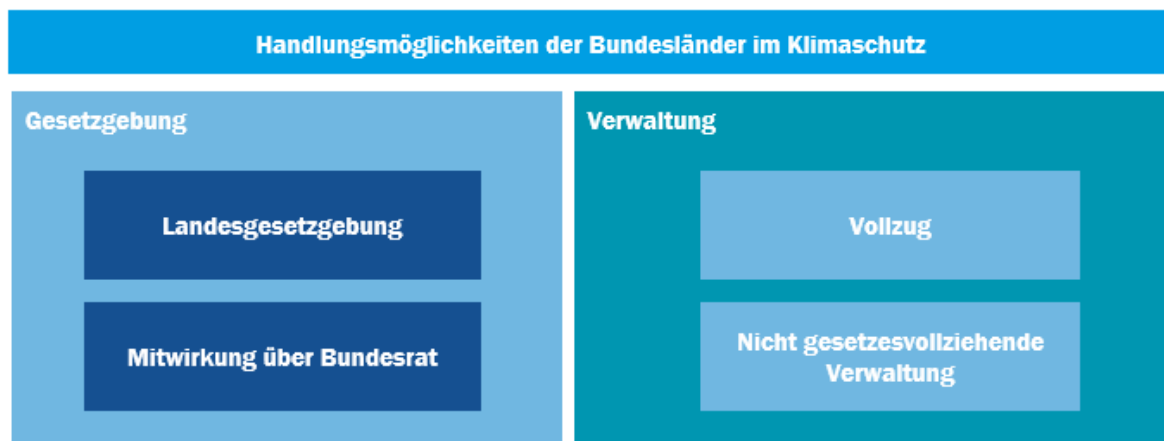 Handlungsmöglichkeiten der Bundesländer im Klimaschutz
Gesetzgebung
Landesgesetzgebung
Mitwirkung über Bundesrat
Verwaltung
Vollzug
Nicht gesetzesvollziehende
Verwaltung